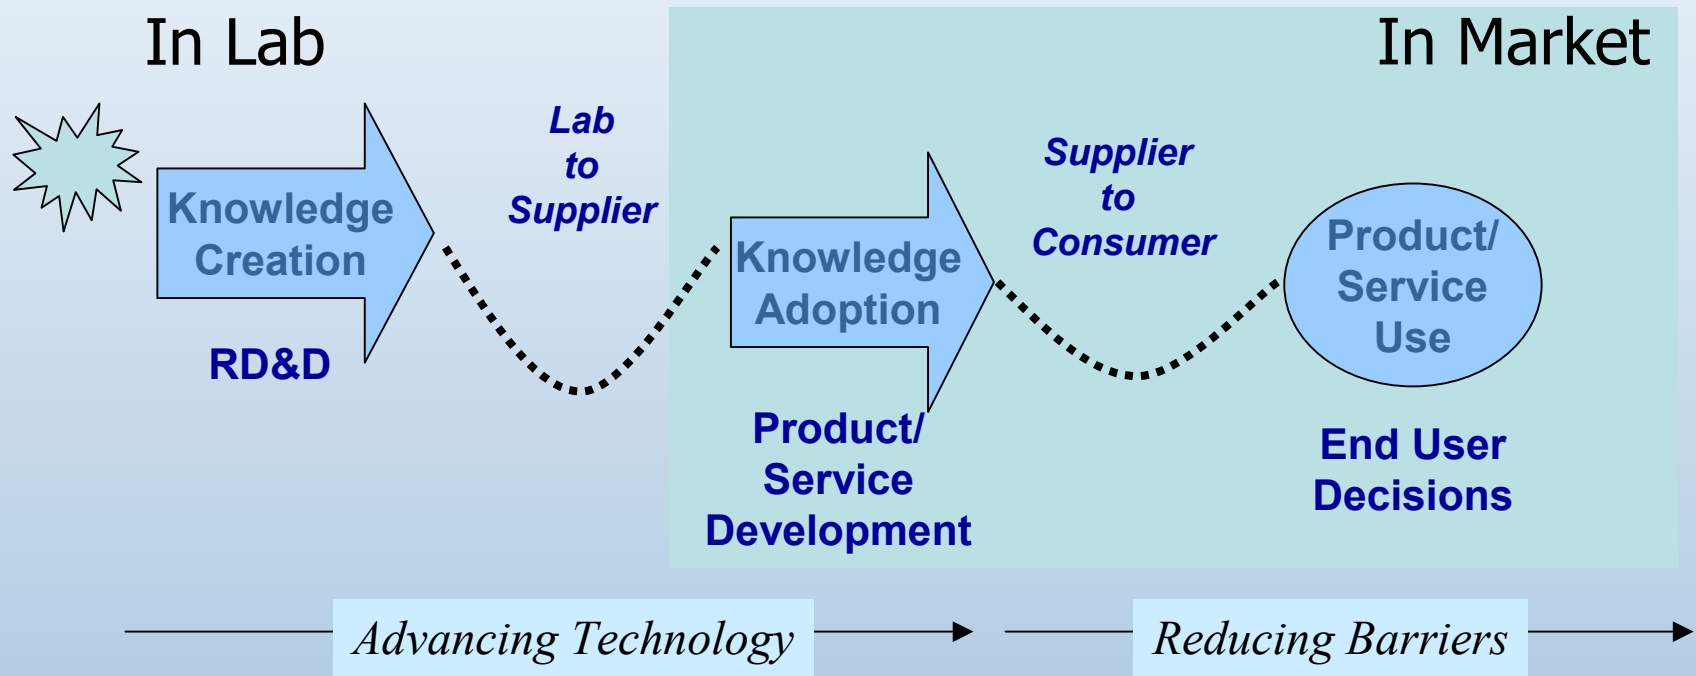 In Lab
In Market
Lab
to
Supplier
Supplier
to
Consumer
Knowledge
Creation
Knowledge
Adoption
Product/
Service
Use
RD&D
Product/
Service
Development
End User
Decisions
Advancing Technology
Reducing Barriers